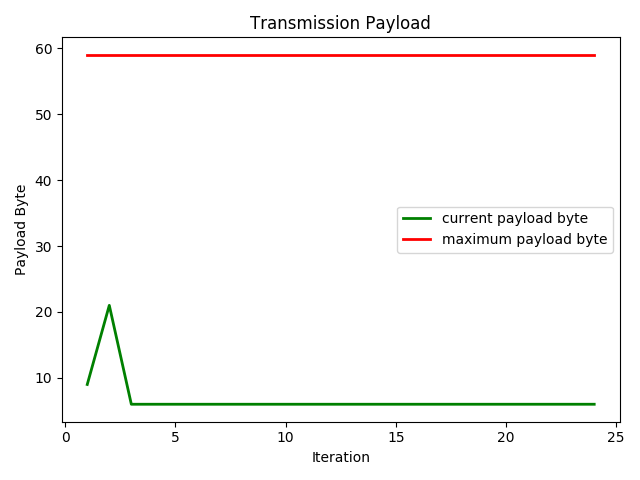 Transmission Payload
Payload Byte
60
50
40
30
20
10
current payload byte
maximum payload byte
0
5
10
15
20
25
Iteration